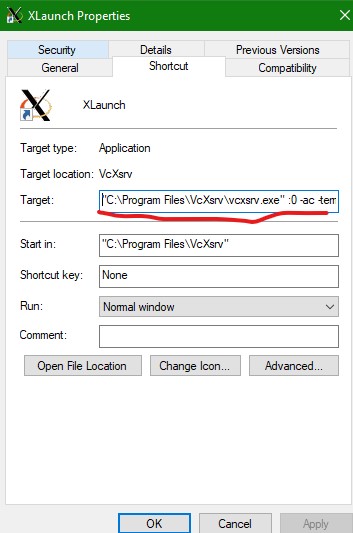 XLaunch Properties
Security Details Previous Versions
General Shortcut Compatibility
XLaunch
Target type: Application
Target location: VcXsrv
Target: "C:\Program Files\VcXsrv\vcxsrv.exe" :0 -ac -tem
Start in: "C:\Program Files\VcXsrv"
Shortcut key: None
Run: Normal window
Comment:
Open File Location Change Icon... Advanced...
OK Cancel Apply